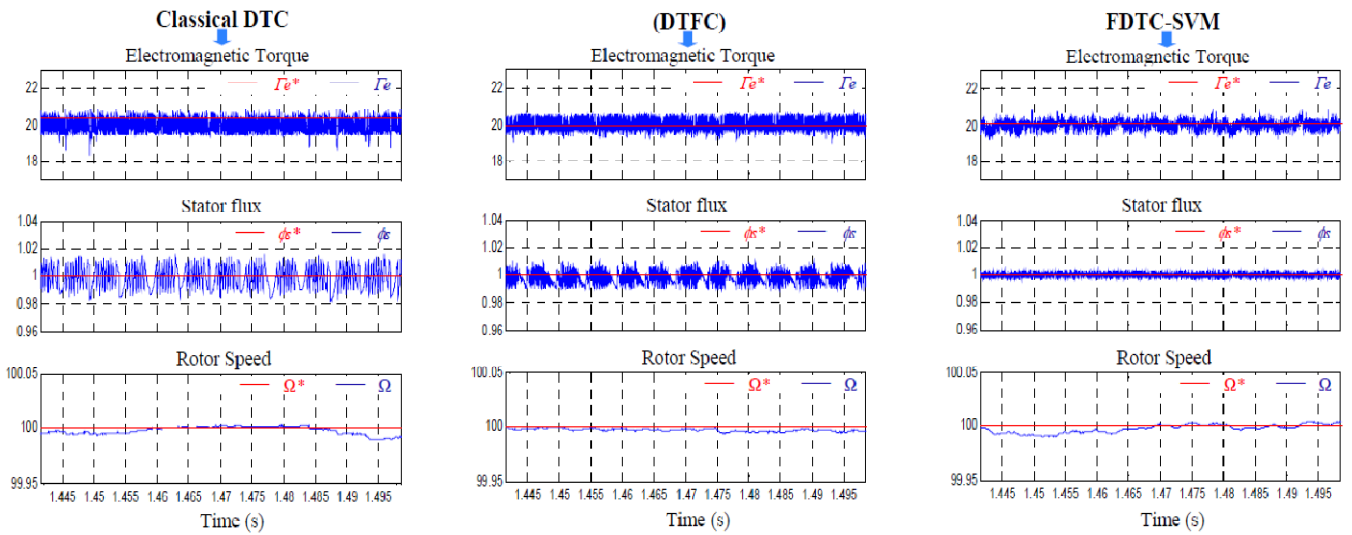 Classical DTC
Electromagnetic Torque
Γe* Γe
22
20
18
Stator flux
ϕs* ϕs
1.04
1.02
1
0.98
0.96
Rotor Speed
Ω* Ω
100.05
100
99.95
1.445 1.45 1.455 1.46 1.465 1.47 1.475 1.48 1.485 1.49 1.495
Time (s)
(DTFC)
Electromagnetic Torque
Γe* Γe
22
20
18
Stator flux
ϕs* ϕs
1.04
1.02
1
0.98
0.96
Rotor Speed
Ω* Ω
100.05
100
99.95
1.445 1.45 1.455 1.46 1.465 1.47 1.475 1.48 1.485 1.49 1.495
Time (s)
FDTC-SVM
Electromagnetic Torque
Γe* Γe
22
20
18
Stator flux
ϕs* ϕs
1.04
1.02
1
0.98
0.96
Rotor Speed
Ω* Ω
100.05
100
99.95
1.445 1.45 1.455 1.46 1.465 1.47 1.475 1.48 1.485 1.49 1.495
Time (s)